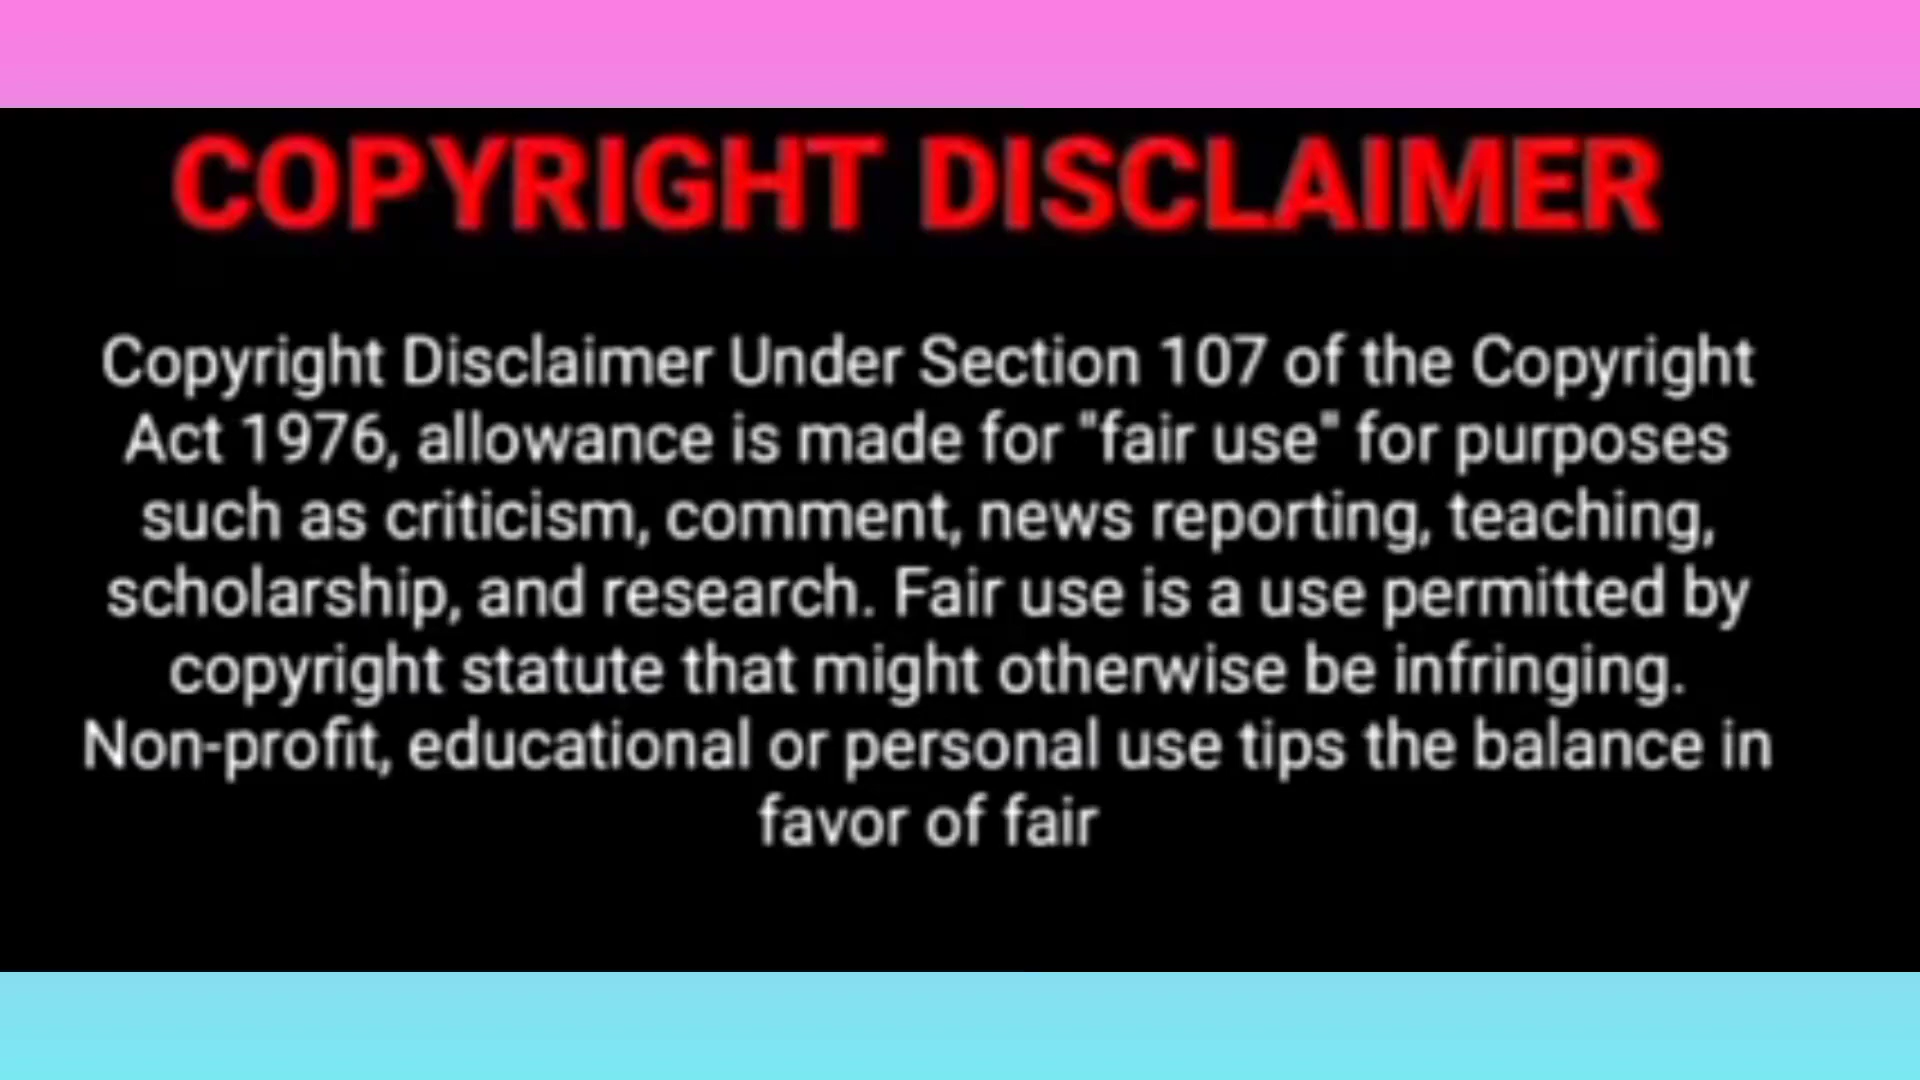 COPYRIGHT DISCLAIMER
Copyright Disclaimer Under Section 107 of the Copyright
Act 1976, allowance is made for "fair use" for purposes
such as criticism, comment, news reporting, teaching,
scholarship, and research. Fair use is a use permitted by
copyright statute that might otherwise be infringing.
Non-profit, educational or personal use tips the balance in
favor of fair